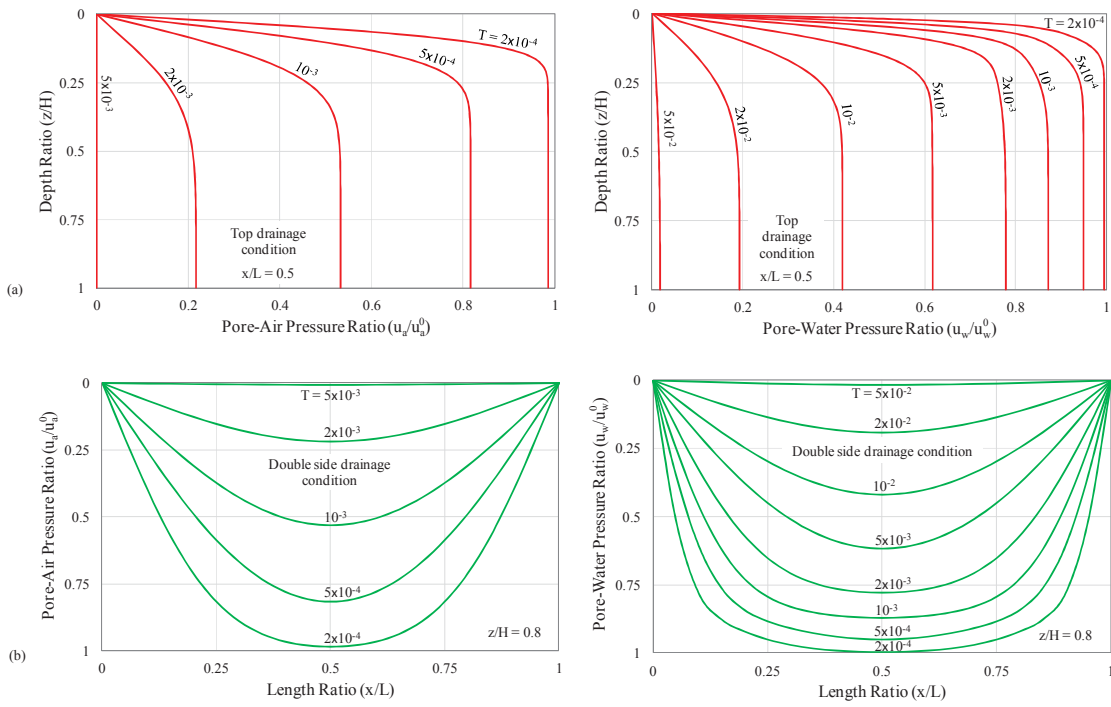 0
0.25
0.5
0.75
1
Depth Ratio (z/H)
T = 2x10-4
5x10-4
10-3
2x10-3
5x10-3
Top drainage
condition
x/L = 0.5
0 0.2 0.4 0.6 0.8 1
Pore-Air Pressure Ratio (ua/ua0)
(a)
0
0.25
0.5
0.75
1
Depth Ratio (z/H)
T = 2x10-4
5x10-4
10-3
2x10-3
5x10-3
10-2
2x10-2
5x10-2
Top
drainage
condition
x/L = 0.5
0 0.2 0.4 0.6 0.8 1
Pore-Water Pressure Ratio (uw/uw0)
0
0.25
0.5
0.75
1
Pore-Air Pressure Ratio (ua/ua0)
T = 5x10-3
2x10-3
Double side drainage
condition
10-3
5x10-4
2x10-4
z/H = 0.8
0 0.25 0.5 0.75 1
Length Ratio (x/L)
(b)
0
0.25
0.5
0.75
1
Pore-Water Pressure Ratio (uw/uw0)
T = 5x10-2
2x10-2
Double side drainage condition
10-2
5x10-3
2x10-3
10-3
5x10-4
2x10-4
z/H = 0.8
0 0.25 0.5 0.75 1
Length Ratio (x/L)